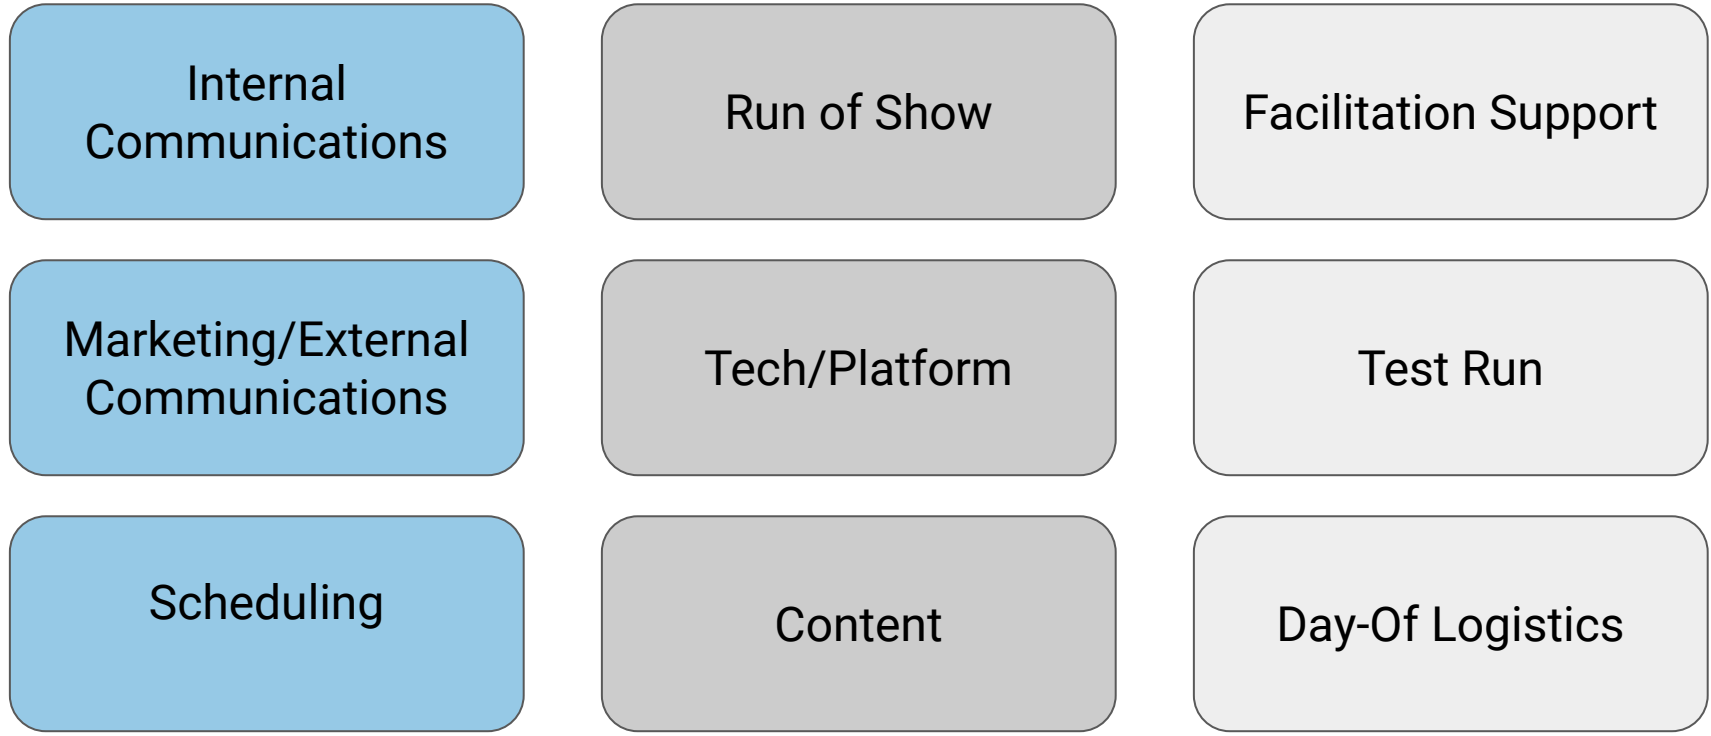 Internal
Communications
Run of Show
Facilitation Support
Marketing/External
Communications
Tech/Platform
Test Run
Scheduling
Content
Day-Of Logistics